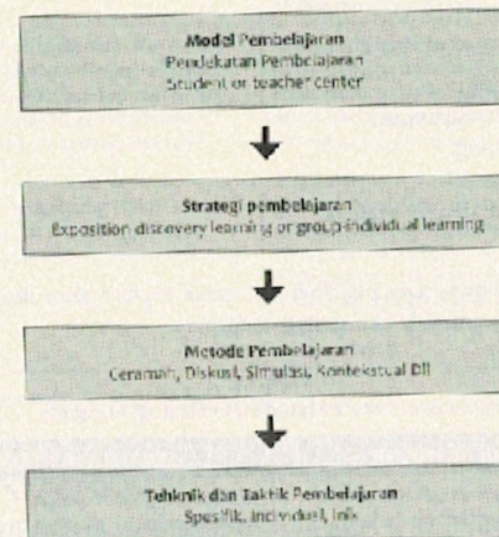 Model Pembelajaran
Pendekatan Pembelajaran
Student or teacher center
Strategi pembelajaran
Exposition discovery learning or group-individual learning
Metode Pembelajaran
Ceramah, Diskusi, Simulasi, Kontekstual Dll
Tehknik dan Taktik Pembelajaran
Spesifik, Individual, Unik